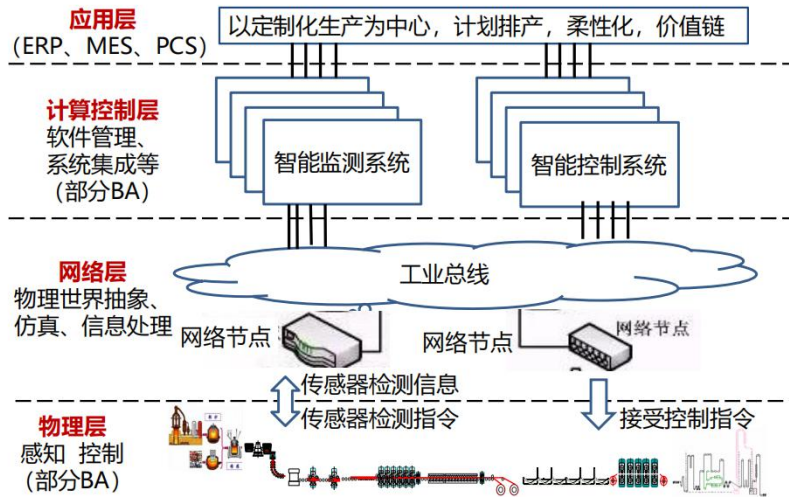 应用层
（ERP、MES、PCS）
以定制化生产为中心，计划排产，柔性化，价值链
计算控制层
软件管理、
系统集成等
（部分BA）
智能监测系统
智能控制系统
网络层
物理世界抽象、
仿真、信息处理
工业总线
网络节点
网络节点
网络节点
传感器检测信息
传感器检测指令
接受控制指令
物理层
感知 控制
(部分BA）